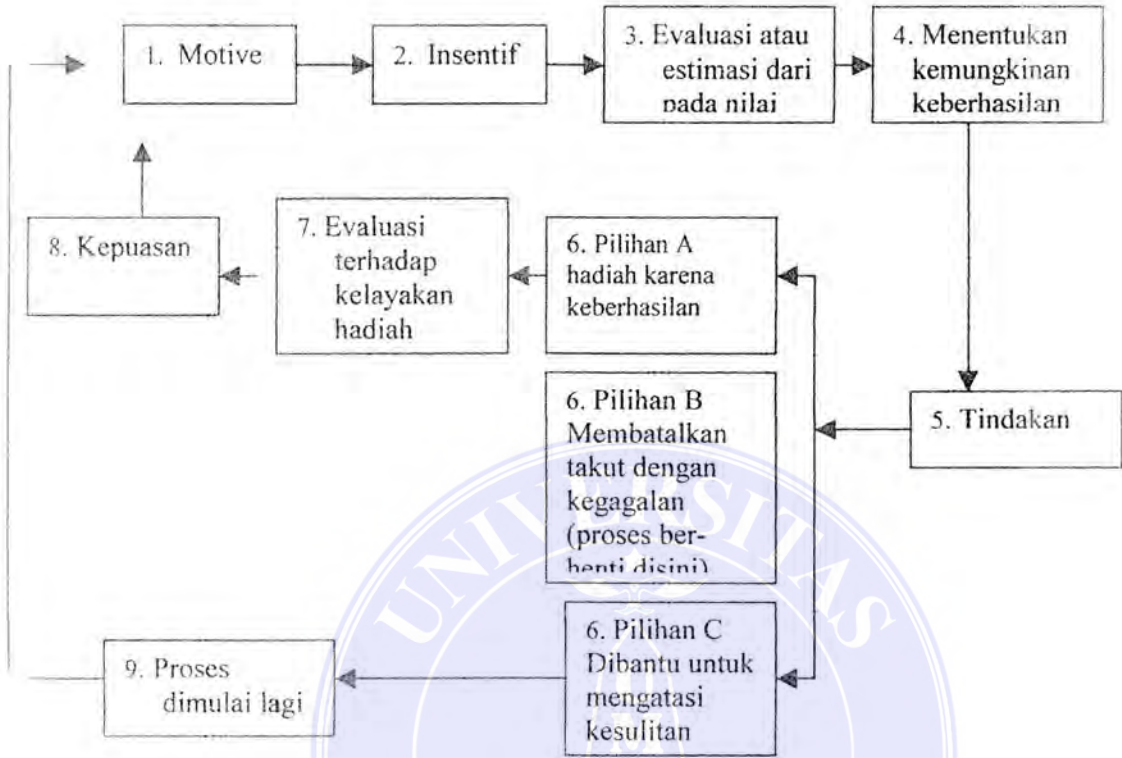 1. Motive
2. Insentif
3. Evaluasi atau
estimasi dari
pada nilai
4. Menentukan
kemungkinan
keberhasilan
8. Kepuasan
7. Evaluasi
terhadap
kelayakan
hadiah
6. Pilihan A
hadiah karena
keberhasilan
6. Pilihan B
Membatalkan
takut dengan
kegagalan
(proses ber-
henti disini)
5. Tindakan
9. Proses
dimulai lagi
6. Pilihan C
Dibantu untuk
mengatasi
kesulitan
UNIVERSITAS